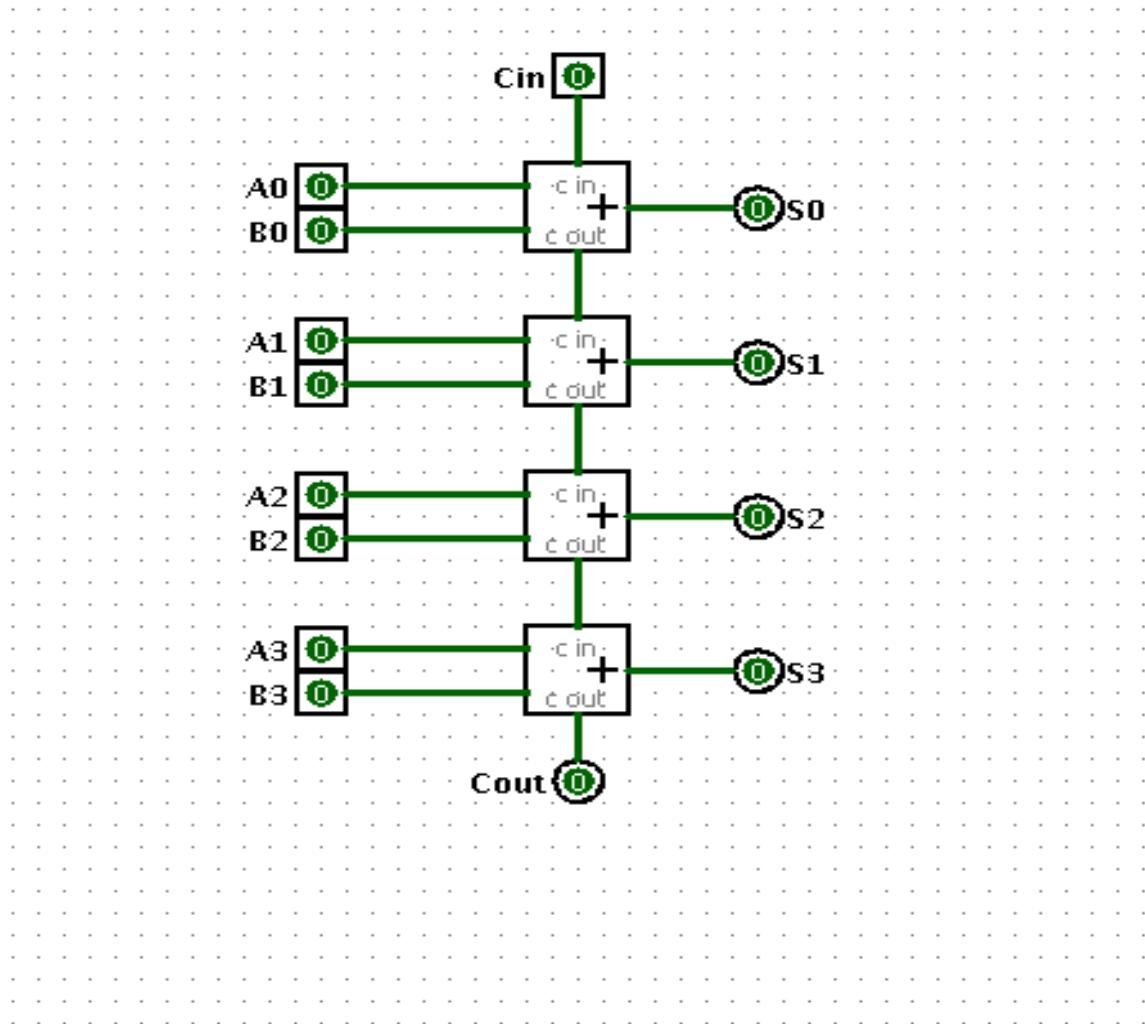 Cin 0
A0 0 c in + 0 S0
B0 0 c out
A1 0 c in + 0 S1
B1 0 c out
A2 0 c in + 0 S2
B2 0 c out
A3 0 c in + 0 S3
B3 0 c out
Cout 0